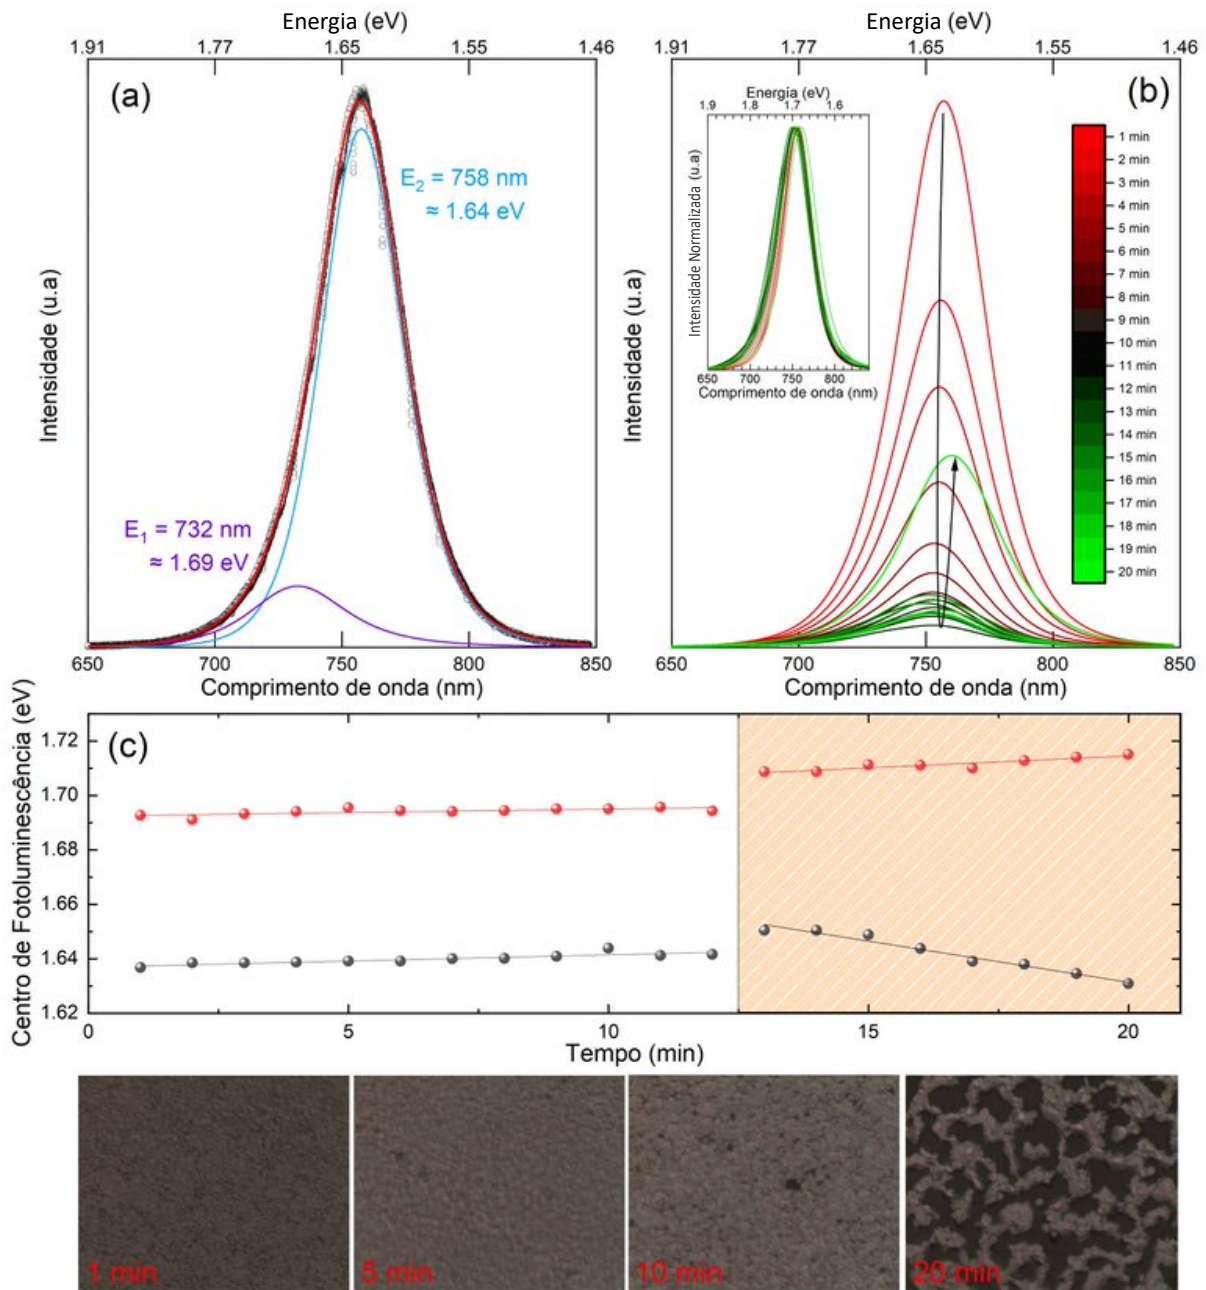 Energia (eV)
1.91 1.77 1.65 1.55 1.46
(a)
Intensidade (u.a)
E2 = 758 nm
≈ 1.64 eV
E1 = 732 nm
≈ 1.69 eV
650 700 750 800 850
Comprimento de onda (nm)
Energia (eV)
1.91 1.77 1.65 1.55 1.46
(b)
Intensidade (u.a)
Energía (eV)
1.9 1.8 1.7 1.6
Intensidade Normalizada (u.a)
650 700 750 800
Comprimento de onda (nm)
1 min
2 min
3 min
4 min
5 min
6 min
7 min
8 min
9 min
10 min
11 min
12 min
13 min
14 min
15 min
16 min
17 min
18 min
19 min
20 min
650 700 750 800 850
Comprimento de onda (nm)
Centro de Fotoluminescência (eV)
(c)
1.72
1.70
1.68
1.66
1.64
1.62
0 5 10 15 20
Tempo (min)
1 min
5 min
10 min
20 min